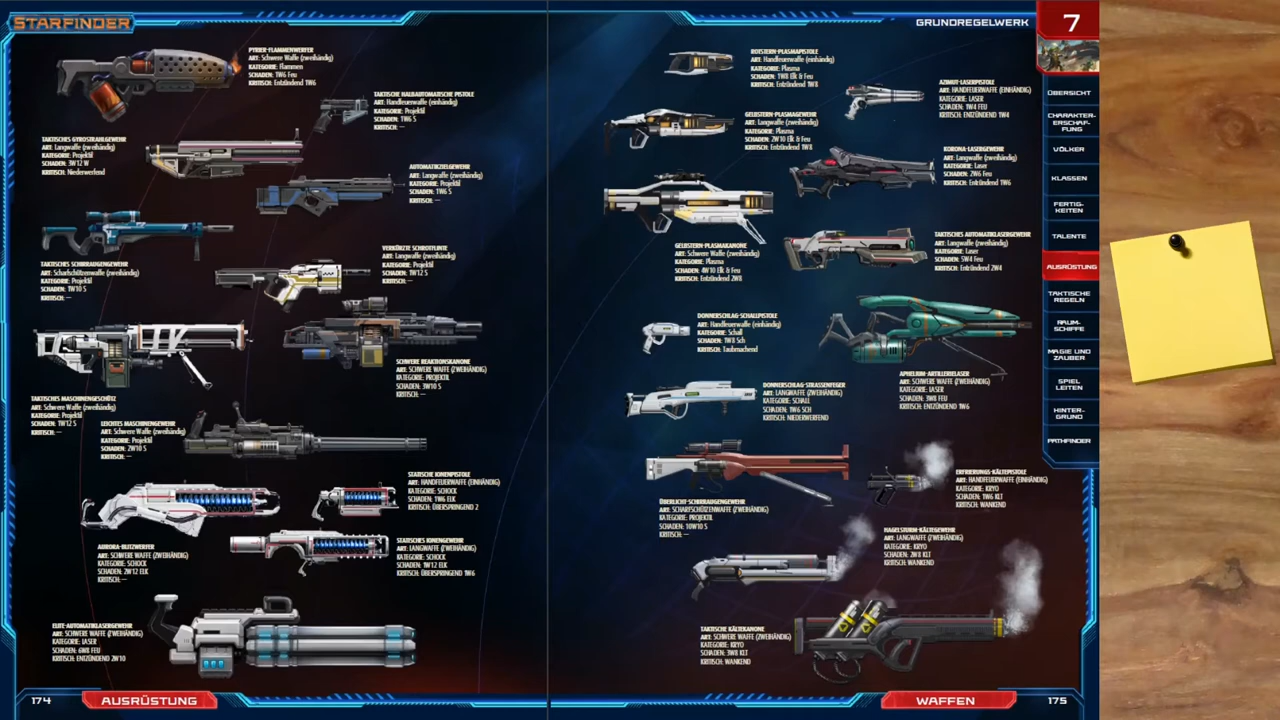 STARFINDER
GRUNDREGELWERK
7
PYRIER-FLAMMENWERFER
ART: Schwere Waffe (zweihändig)
KATEGORIE: Flammen
SCHADEN: 1W6 Feu
KRITISCH: Entzündend 1W6
TAKTISCHE HALBAUTOMATISCHE PISTOLE
ART: Handfeuerwaffe (einhändig)
KATEGORIE: Projektil
SCHADEN: 1W6 S
KRITISCH: —
TAKTISCHES GYROSTRAHLGEWEHR
ART: Langwaffe (zweihändig)
KATEGORIE: Projektil
SCHADEN: 3W12 W
KRITISCH: Niederwerfend
AUTOMATIKZIELGEWEHR
ART: Langwaffe (zweihändig)
KATEGORIE: Projektil
SCHADEN: 1W6 S
KRITISCH: —
TAKTISCHES SCHIRRAUGENGEWEHR
ART: Scharfschützenwaffe (zweihändig)
KATEGORIE: Projektil
SCHADEN: 1W10 S
KRITISCH: —
VERKÜRZTE SCHROTFLINTE
ART: Langwaffe (zweihändig)
KATEGORIE: Projektil
SCHADEN: 1W12 S
KRITISCH: —
SCHWERE REAKTIONSKANONE
ART: SCHWERE WAFFE (ZWEIHÄNDIG)
KATEGORIE: PROJEKTIL
SCHADEN: 3W10 S
KRITISCH: —
TAKTISCHES MASCHINENGESCHÜTZ
ART: Schwere Waffe (zweihändig)
KATEGORIE: Projektil
SCHADEN: 1W12 S
KRITISCH: —
LEICHTES MASCHINENGEWEHR
ART: Schwere Waffe (zweihändig)
KATEGORIE: Projektil
SCHADEN: 2W10 S
KRITISCH: —
STATISCHE IONENPISTOLE
ART: HANDFEUERWAFFE (EINHÄNDIG)
KATEGORIE: SCHOCK
SCHADEN: 1W6 ELK
KRITISCH: ÜBERSPRINGEND 2
AURORA-BLITZWERFER
ART: SCHWERE WAFFE (ZWEIHÄNDIG)
KATEGORIE: SCHOCK
SCHADEN: 2W12 ELK
KRITISCH: —
STATISCHES IONENGEWEHR
ART: LANGWAFFE (ZWEIHÄNDIG)
KATEGORIE: SCHOCK
SCHADEN: 1W12 ELK
KRITISCH: ÜBERSPRINGEND 1W6
ELITE-AUTOMATIKLASERGEWEHR
ART: SCHWERE WAFFE (ZWEIHÄNDIG)
KATEGORIE: LASER
SCHADEN: 6W8 FEU
KRITISCH: ENTZÜNDEND 2W10
174
AUSRÜSTUNG
ROTSTERN-PLASMAPISTOLE
ART: Handfeuerwaffe (einhändig)
KATEGORIE: Plasma
SCHADEN: 1W8 Elk & Feu
KRITISCH: Entzündend 1W8
AZIMUT-LASERPISTOLE
ART: HANDFEUERWAFFE (EINHÄNDIG)
KATEGORIE: LASER
SCHADEN: 1W4 FEU
KRITISCH: ENTZÜNDEND 1W4
GELBSTERN-PLASMAGEWEHR
ART: Langwaffe (zweihändig)
KATEGORIE: Plasma
SCHADEN: 2W10 Elk & Feu
KRITISCH: Entzündend 1W8
KORONA-LASERGEWEHR
ART: Langwaffe (zweihändig)
KATEGORIE: Laser
SCHADEN: 2W6 Feu
KRITISCH: Entzündend 1W6
GELBSTERN-PLASMAKANONE
ART: Schwere Waffe (zweihändig)
KATEGORIE: Plasma
SCHADEN: 4W10 Elk & Feu
KRITISCH: Entzündend 2W8
TAKTISCHES AUTOMATIKLASERGEWEHR
ART: Langwaffe (zweihändig)
KATEGORIE: Laser
SCHADEN: 5W4 Feu
KRITISCH: Entzündend 2W4
DONNERSCHLAG-SCHALLPISTOLE
ART: Handfeuerwaffe (einhändig)
KATEGORIE: Schall
SCHADEN: 1W8 Sch
KRITISCH: Taubmachend
APHELIUM-ARTILLERIELASER
ART: SCHWERE WAFFE (ZWEIHÄNDIG)
KATEGORIE: LASER
SCHADEN: 3W8 FEU
KRITISCH: ENTZÜNDEND 1W6
DONNERSCHLAG-STRASSENFEGER
ART: LANGWAFFE (ZWEIHÄNDIG)
KATEGORIE: SCHALL
SCHADEN: 1W6 SCH
KRITISCH: NIEDERWERFEND
ÜBERLICHT-SCHIRRAUGENGEWEHR
ART: SCHARFSCHÜTZENWAFFE (ZWEIHÄNDIG)
KATEGORIE: PROJEKTIL
SCHADEN: 10W10 S
KRITISCH: —
ERFRIERUNGS-KÄLTEPISTOLE
ART: HANDFEUERWAFFE (EINHÄNDIG)
KATEGORIE: KRYO
SCHADEN: 1W6 KLT
KRITISCH: WANKEND
HAGELSTURM-KÄLTEGEWEHR
ART: LANGWAFFE (ZWEIHÄNDIG)
KATEGORIE: KRYO
SCHADEN: 2W8 KLT
KRITISCH: WANKEND
TAKTISCHE KÄLTEKANONE
ART: SCHWERE WAFFE (ZWEIHÄNDIG)
KATEGORIE: KRYO
SCHADEN: 3W8 KLT
KRITISCH: WANKEND
WAFFEN
175
ÜBERSICHT
CHARAKTER-
ERSCHAF-
FUNG
VÖLKER
KLASSEN
FERTIG-
KEITEN
TALENTE
AUSRÜSTUNG
TAKTISCHE
REGELN
RAUM-
SCHIFFE
MAGIE UND
ZAUBER
SPIEL
LEITEN
HINTER-
GRUND
PATHFINDER